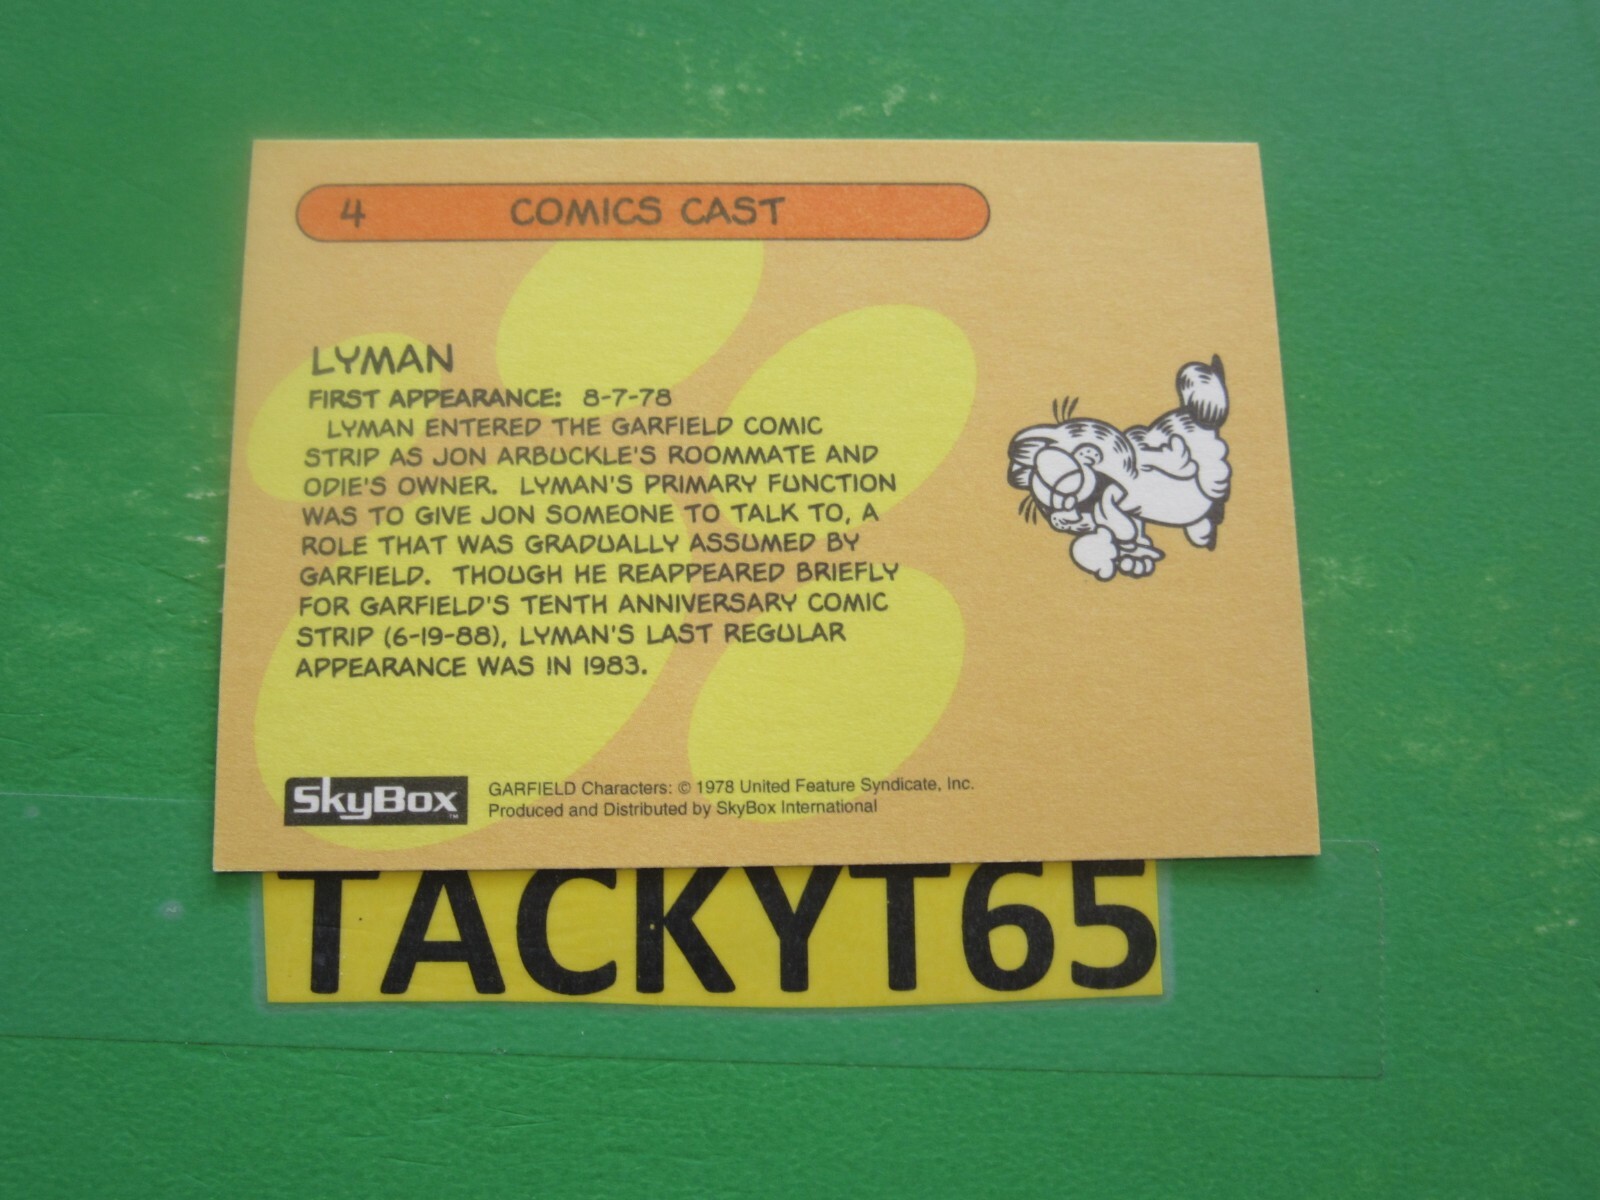 4 COMICS CAST
LYMAN
FIRST APPEARANCE: 8-7-78
LYMAN ENTERED THE GARFIELD COMIC
STRIP AS JON ARBUCKLE'S ROOMMATE AND
ODIE'S OWNER. LYMAN'S PRIMARY FUNCTION
WAS TO GIVE JON SOMEONE TO TALK TO, A
ROLE THAT WAS GRADUALLY ASSUMED BY
GARFIELD. THOUGH HE REAPPEARED BRIEFLY
FOR GARFIELD'S TENTH ANNIVERSARY COMIC
STRIP (6-19-88), LYMAN'S LAST REGULAR
APPEARANCE WAS IN 1983.
SkyBox™
GARFIELD Characters: © 1978 United Feature Syndicate, Inc.
Produced and Distributed by SkyBox International
TACKYT65